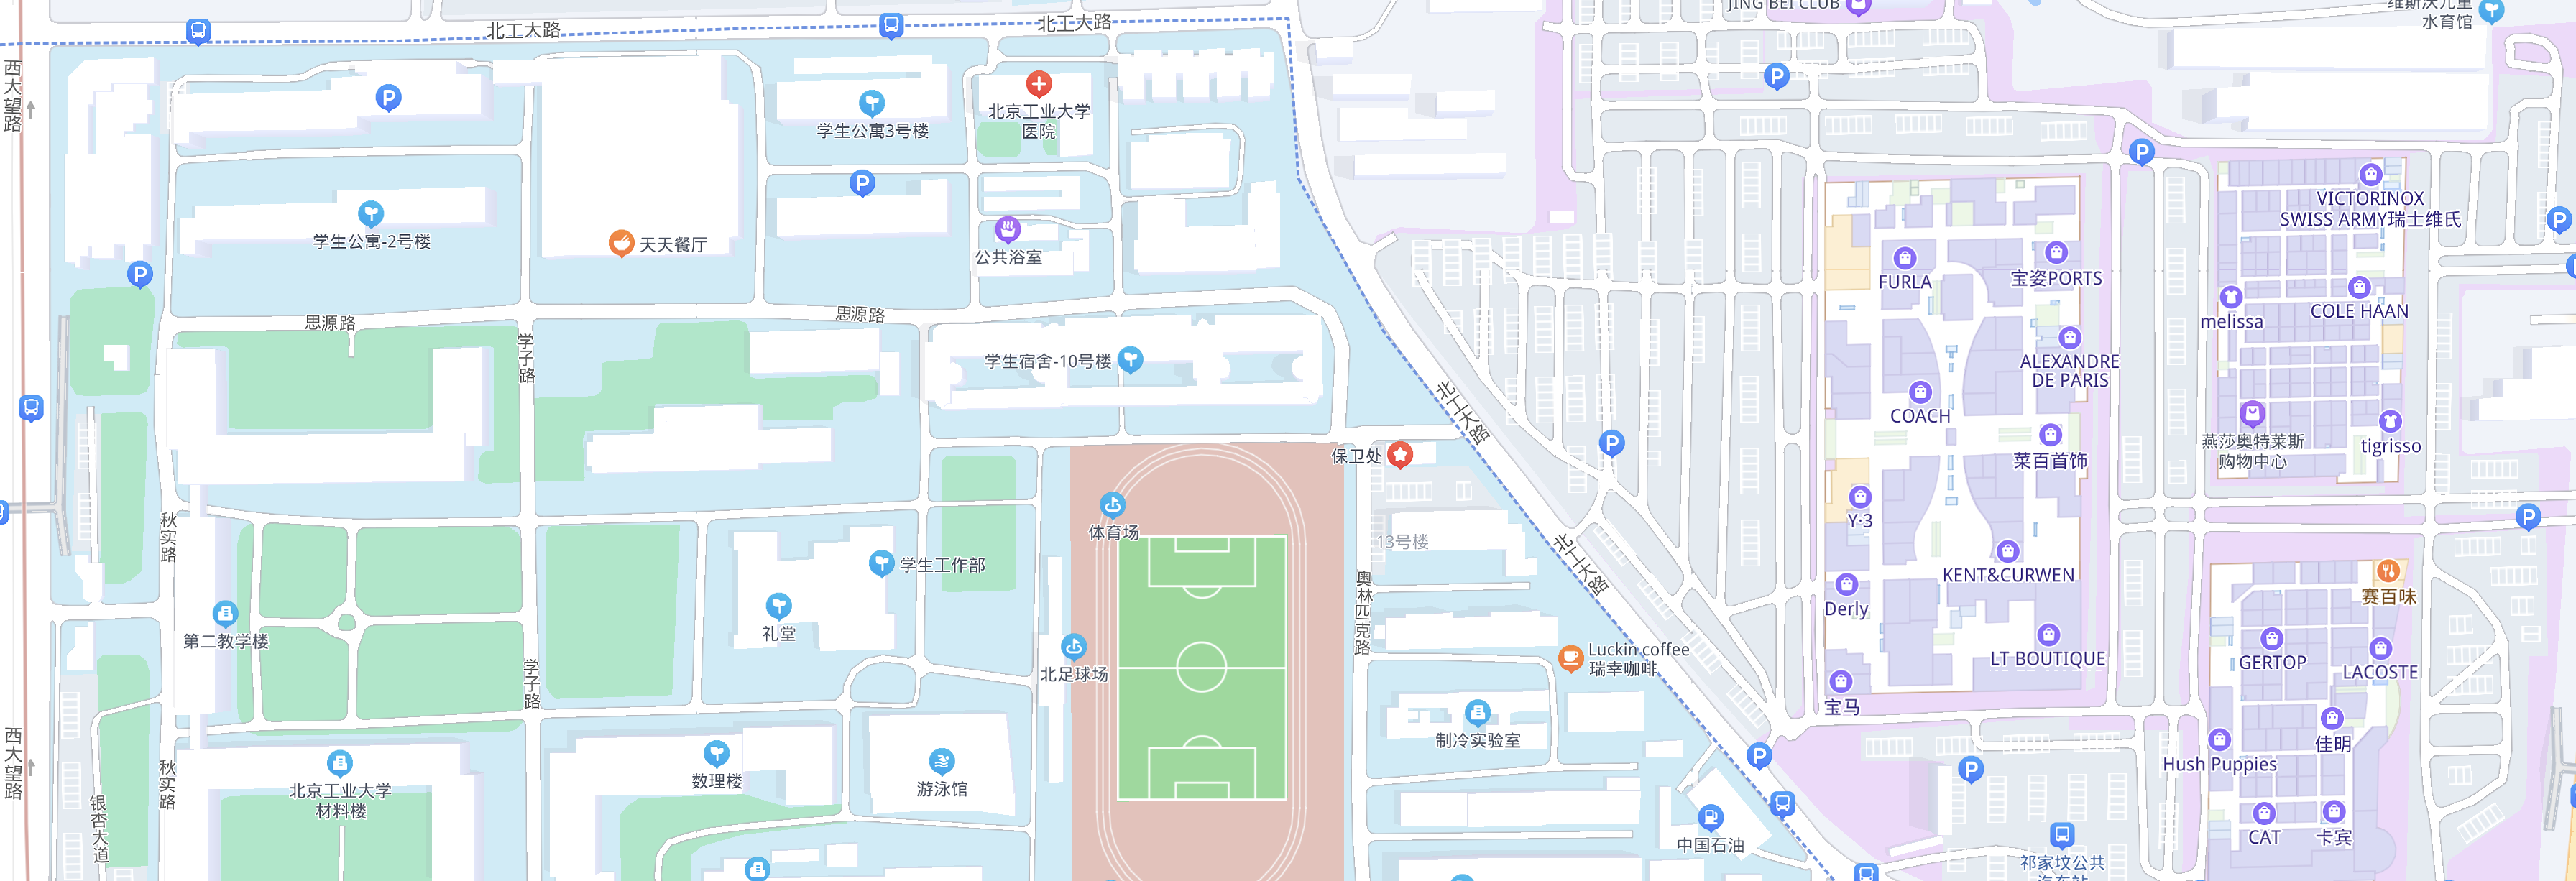 JING BEI CLUB
水育馆
北工大路
北工大路
西大望路
P
P
学生公寓3号楼
北京工业大学
医院
P
P
VICTORINOX
SWISS ARMY瑞士维氏
P
学生公寓-2号楼
天天餐厅
公共浴室
P
FURLA
宝姿PORTS
COLE HAAN
melissa
思源路
思源路
学子路
学生宿舍-10号楼
ALEXANDRE
DE PARIS
COACH
北工大路
P
保卫处
菜百首饰
燕莎奥特莱斯
购物中心
tigrisso
体育场
秋实路
Y·3
P
13号楼
北工大路
学生工作部
KENT&CURWEN
奥林匹克路
Derly
赛百味
第二教学楼
礼堂
北足球场
Luckin coffee
瑞幸咖啡
LT BOUTIQUE
GERTOP
LACOSTE
学子路
宝马
西大望路
制冷实验室
佳明
数理楼
P
P
Hush Puppies
秋实路
北京工业大学
材料楼
游泳馆
银杏大道
中国石油
CAT
卡宾
祁家坟公共